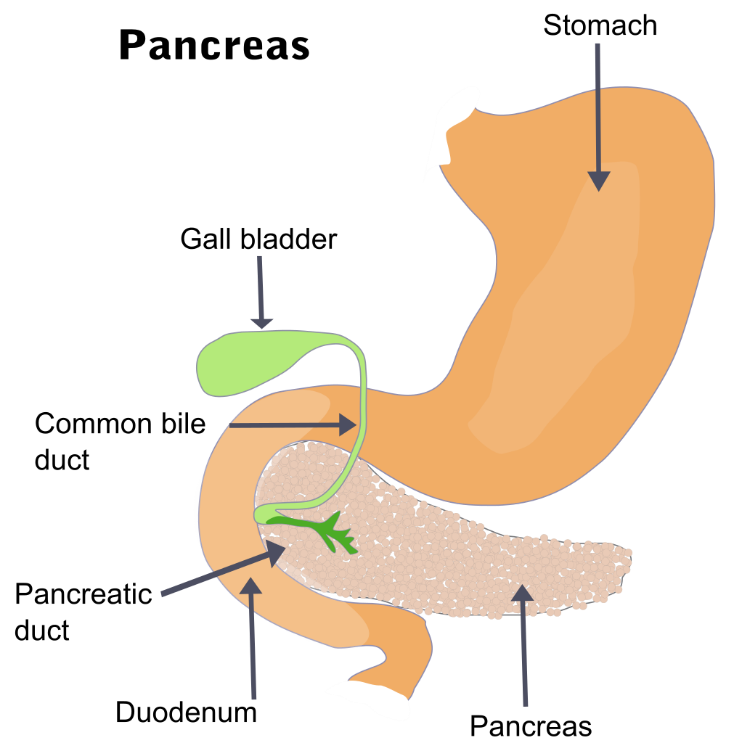 Pancreas
Stomach
Gall bladder
Common bile
duct
Pancreatic
duct
Duodenum
Pancreas